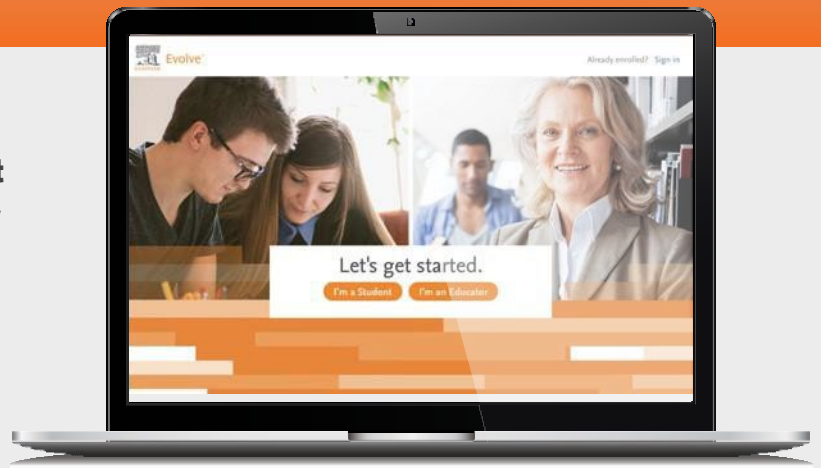 Evolve
Already enrolled? Sign in
t
Let's get started.
I'm a Student I'm an Educator